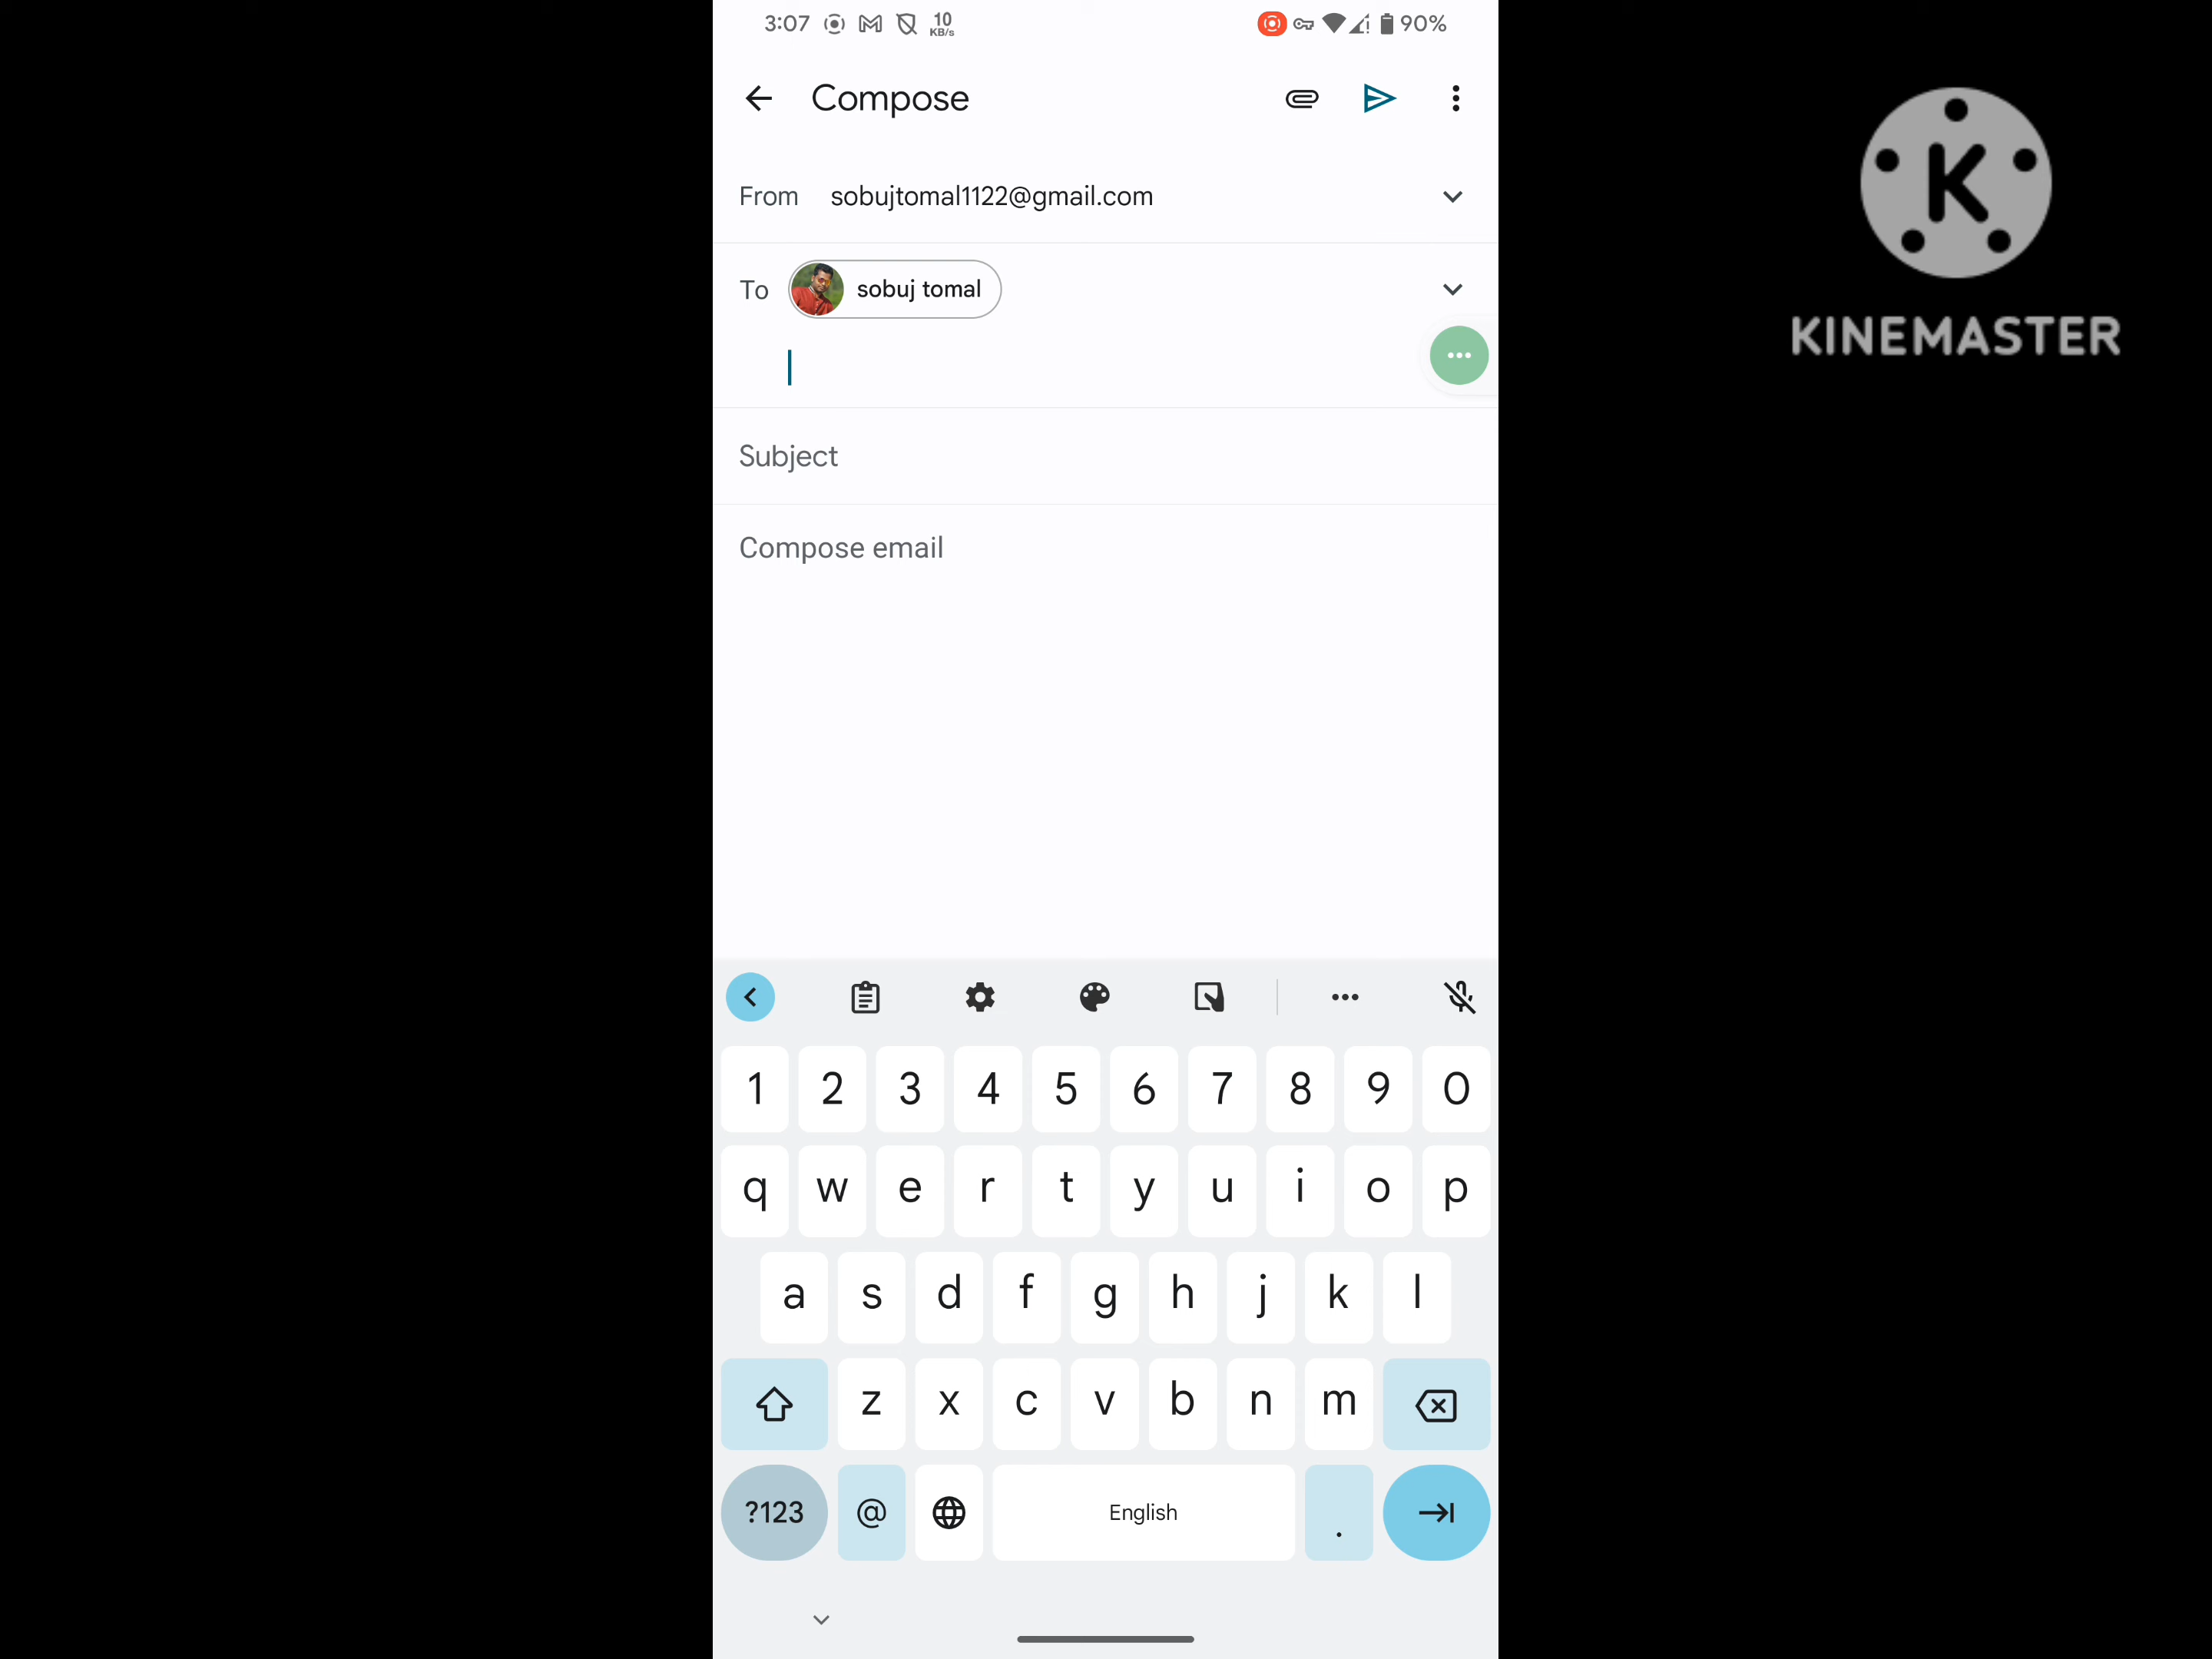 3:07 10 KB/s 90%
Compose
From sobujtomal1122@gmail.com
To sobuj tomal
Subject
Compose email
1 2 3 4 5 6 7 8 9 0
q w e r t y u i o p
a s d f g h j k l
z x c v b n m
?123 @ English .
K
KINEMASTER